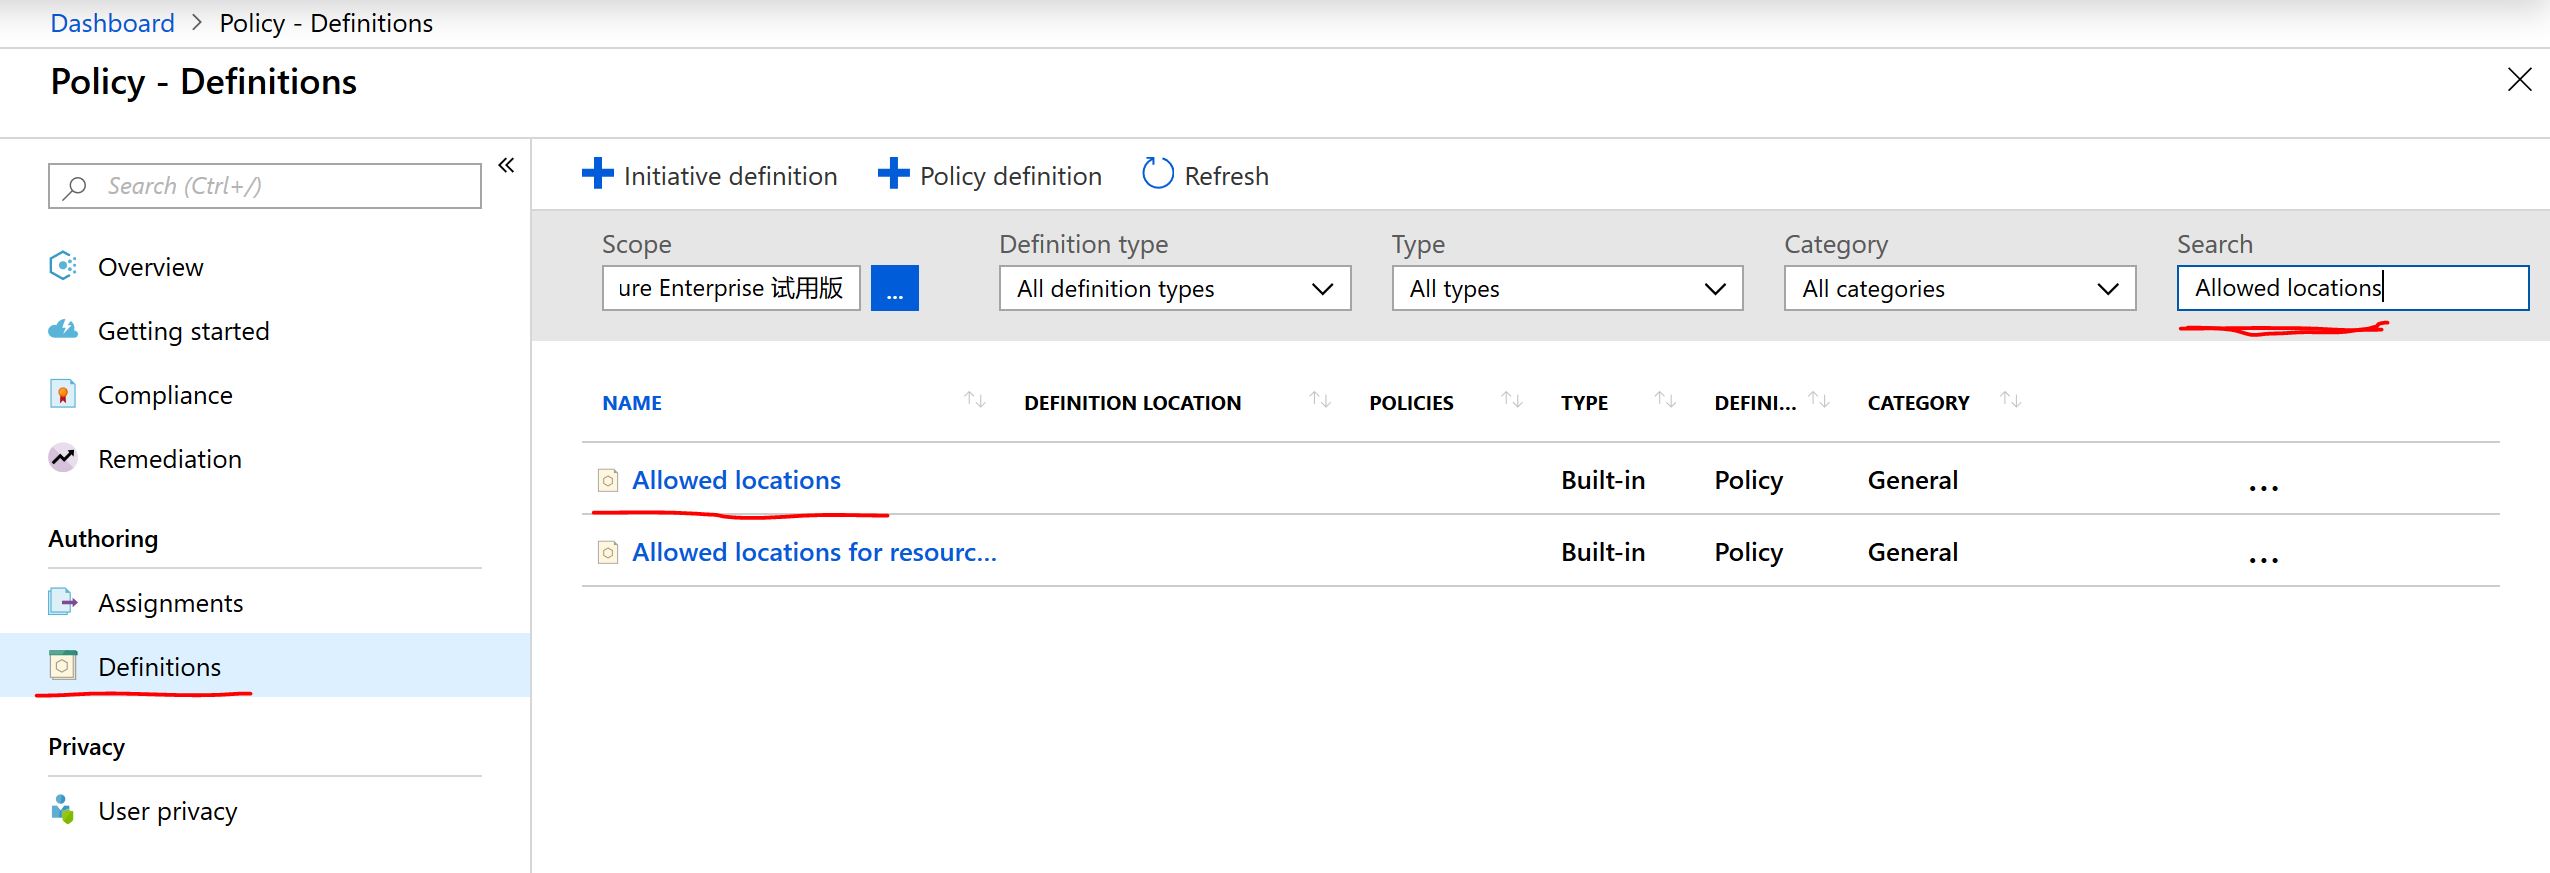 Dashboard > Policy - Definitions
Policy - Definitions
Search (Ctrl+/)
Overview
Getting started
Compliance
Remediation
Authoring
Assignments
Definitions
Privacy
User privacy
Initiative definition Policy definition Refresh
Scope Definition type Type Category Search
ure Enterprise 试用版 ... All definition types All types All categories Allowed locations
NAME DEFINITION LOCATION POLICIES TYPE DEFINI... CATEGORY
Allowed locations Built-in Policy General ...
Allowed locations for resourc... Built-in Policy General ...